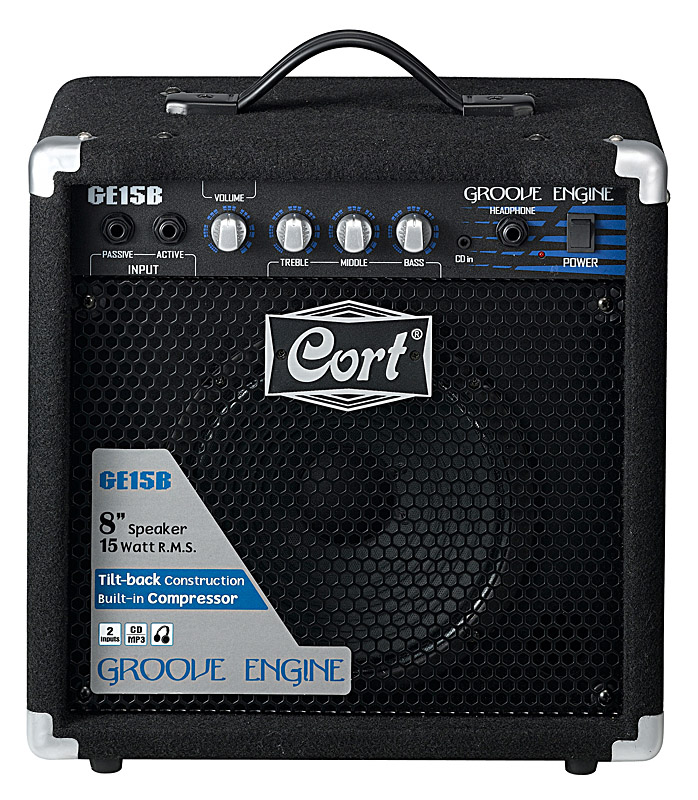 GE15B
VOLUME
GROOVE ENGINE
HEADPHONE
PASSIVE ACTIVE
INPUT
TREBLE MIDDLE BASS
CD in
POWER
Cort®
GE15B
8” Speaker
15 Watt R.M.S.
Tilt-back Construction
Built-in Compressor
2 inputs
CD MP3
GROOVE ENGINE